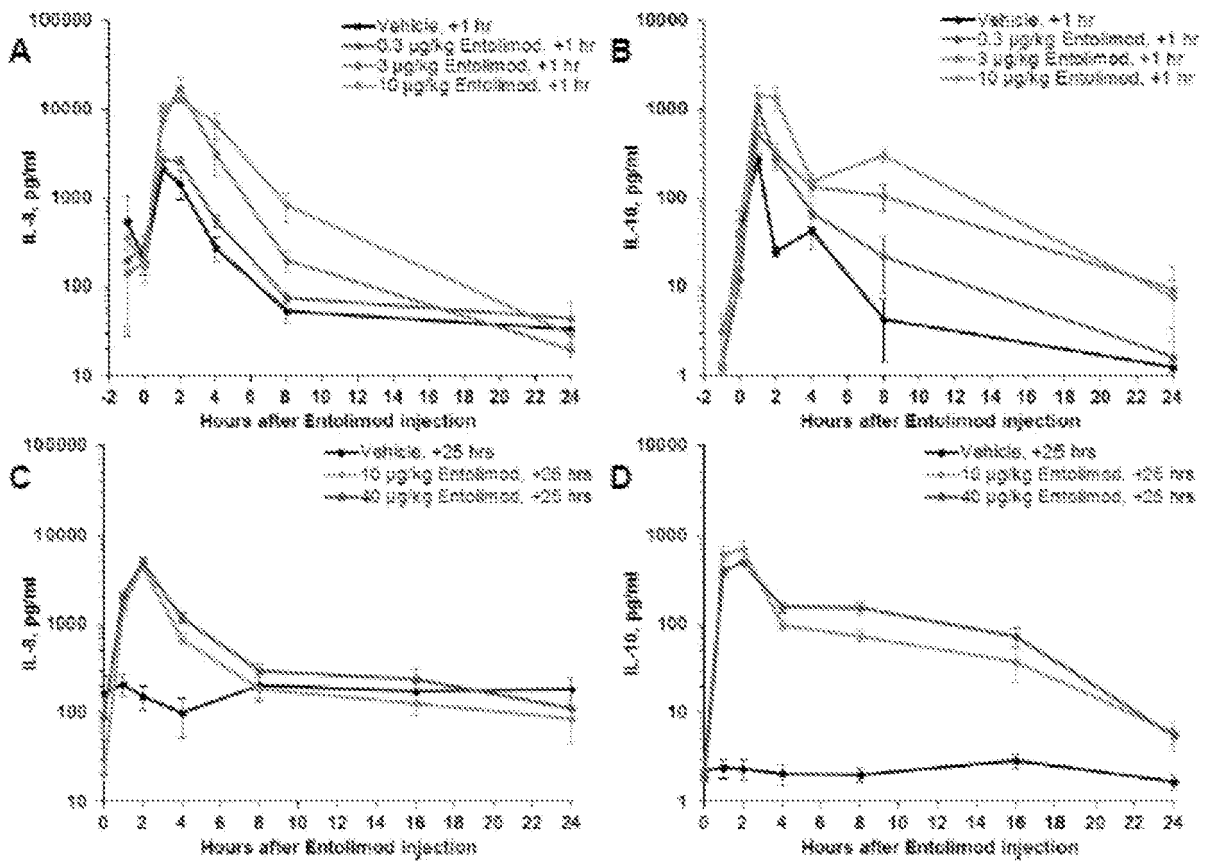 A
100000
10000
1000
100
10
IL-8, pg/ml
Vehicle, +1 hr
0.3 µg/kg Entolimod, +1 hr
3 µg/kg Entolimod, +1 hr
10 µg/kg Entolimod, +1 hr
-2 0 2 4 6 8 10 12 14 16 18 20 22 24
Hours after Entolimod injection
B
10000
1000
100
10
1
IL-10, pg/ml
Vehicle, +1 hr
0.3 µg/kg Entolimod, +1 hr
3 µg/kg Entolimod, +1 hr
10 µg/kg Entolimod, +1 hr
-2 0 2 4 6 8 10 12 14 16 18 20 22 24
Hours after Entolimod injection
C
100000
10000
1000
100
10
IL-8, pg/ml
Vehicle, +25 hrs
10 µg/kg Entolimod, +25 hrs
40 µg/kg Entolimod, +25 hrs
0 2 4 6 8 10 12 14 16 18 20 22 24
Hours after Entolimod injection
D
10000
1000
100
10
1
IL-10, pg/ml
Vehicle, +25 hrs
10 µg/kg Entolimod, +25 hrs
40 µg/kg Entolimod, +25 hrs
0 2 4 6 8 10 12 14 16 18 20 22 24
Hours after Entolimod injection